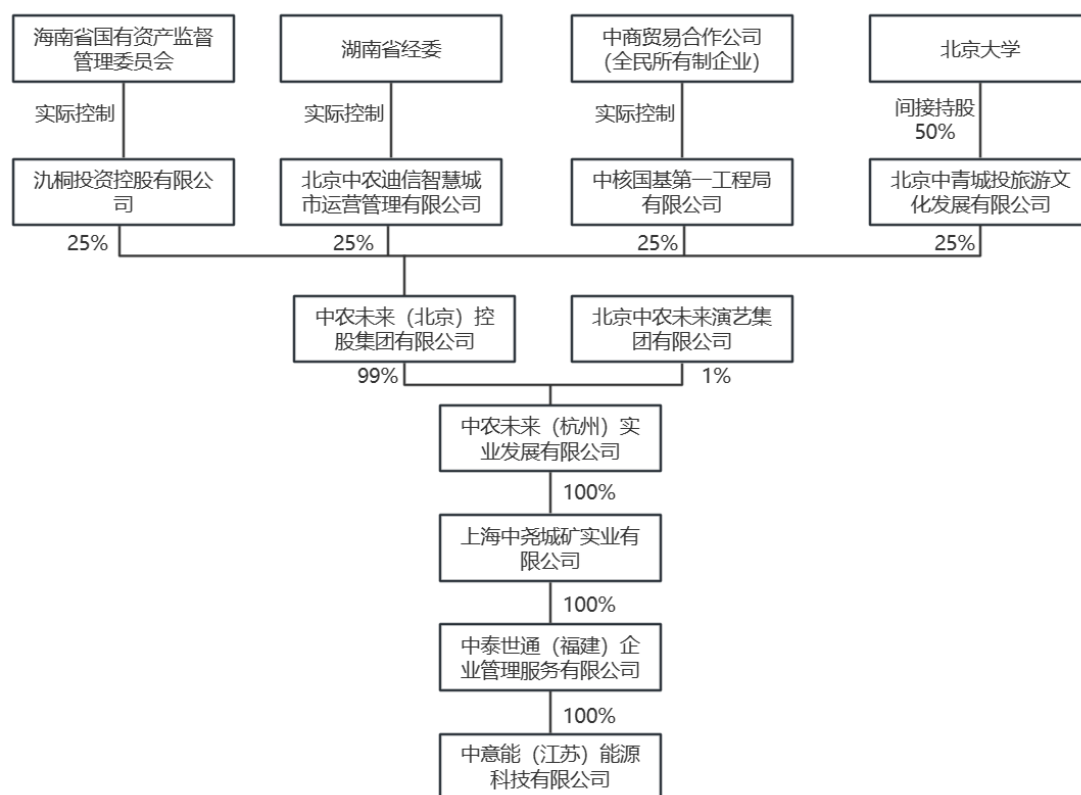 海南省国有资产监督
管理委员会
湖南省经委
中商贸易合作公司
（全民所有制企业）
北京大学
实际控制
实际控制
实际控制
间接持股
50%
氿桐投资控股有限公
司
北京中农迪信智慧城
市运营管理有限公司
中核国基第一工程局
有限公司
北京中青城投旅游文
化发展有限公司
25%
25%
25%
25%
中农未来（北京）控
股集团有限公司
北京中农未来演艺集
团有限公司
99%
1%
中农未来（杭州）实
业发展有限公司
100%
上海中尧城矿实业有
限公司
100%
中泰世通（福建）企
业管理服务有限公司
100%
中意能（江苏）能源
科技有限公司